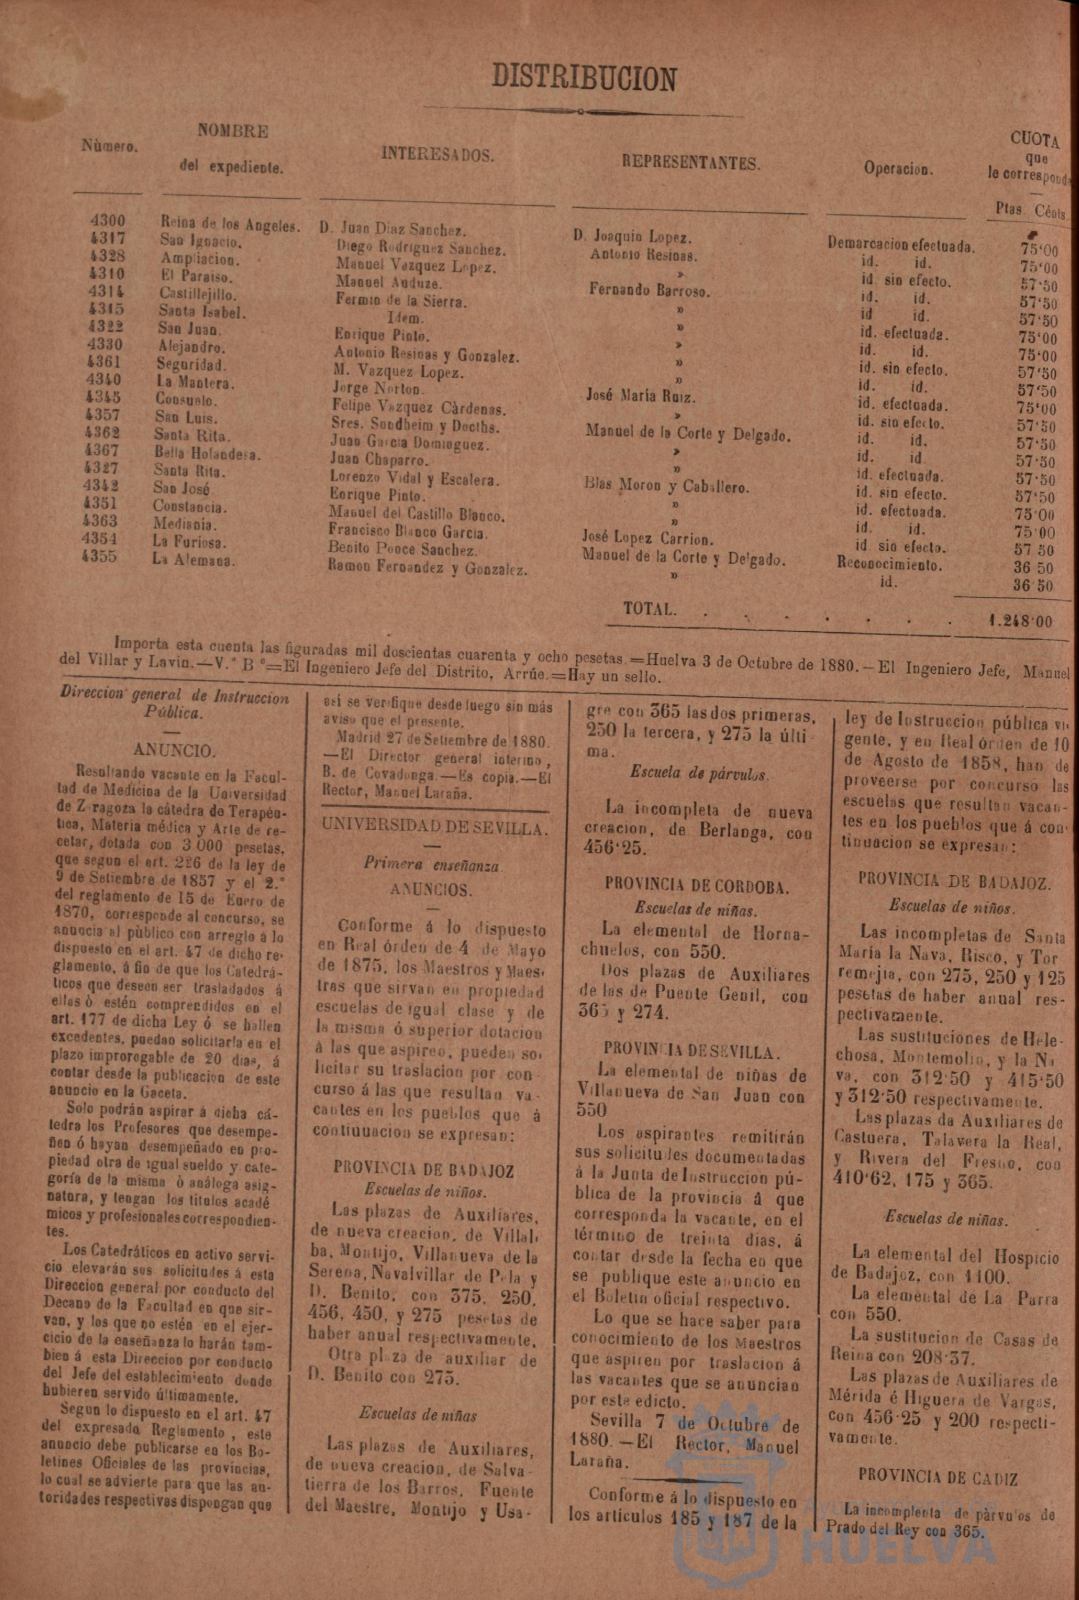 DISTRIBUCION
Nùmero. NOMBRE del expediente. INTERESADOS. REPRESENTANTES. Operacion. CUOTA que le corresponde
Ptas Cénts
4300 Reina de los Angeles. D. Juan Diaz Sanchez. D. Joaquin Lopez. Demarcacion efectuada. 75'00
4317 San Ignacio. Diego Rodriguez Sanchez. Antonio Resinas. id. id. 75'00
4328 Ampliacion. Manuel Vazquez Lopez. » id sin efecto. 57'50
4310 El Paraiso. Manuel Auduze. Fernando Barroso. id. id. 57'50
4314 Castillejillo. Fermin de la Sierra. » id id. 57'50
4315 Santa Isabel. Idem. » id. efectuada. 75'00
4322 San Juan. Enrique Pinto. » id. id. 75'00
4330 Alejandro. Antonio Resinas y Gonzalez. » id. sin efecto. 57'50
4361 Seguridad. M. Vazquez Lopez. » id. id. 57'50
4340 La Mantera. Jorge Norton. José María Ruiz. id. efectuada. 75'00
4345 Consuelo. Felipe Vazquez Càrdenas. » id. sin efecto. 57'50
4357 San Luis. Sres. Sundheim y Doeths. Manuel de la Corte y Delgado. id. id. 57'50
4362 Santa Rita. Juan Garcia Dominguez. » id. id. 57'50
4367 Bella Holandesa. Juan Chaparro. » id. efectuada. 57'50
4327 Santa Rita. Lorenzo Vidal y Escalera. Blas Moron y Caballero. id. sin efecto. 57'50
4342 San José Enrique Pinto. » id. efectuada. 75'00
4351 Constancia. Manuel del Castillo Blanco. » id. id. 75'00
4363 Mediania. Francisco Blanco Garcia. José Lopez Carrion. id sin efecto. 57 50
4354 La Furiosa. Benito Ponce Sanchez. Manuel de la Corte y Delgado. Reconocimiento. 36 50
4355 La Alemana. Ramon Fernandez y Gonzalez. » id. 36'50
TOTAL. . . . . . . . 1.248'00
Importa esta cuenta las figuradas mil doscientas cuarenta y ocho pesetas.=Huelva 3 de Octubre de 1880.—El Ingeniero Jefe, Manuel
del Villar y Lavin.—V.º B º=El Ingeniero Jefe del Distrito, Arrúe.=Hay un sello.
Direccion general de Instruccion
Pública.
ANUNCIO.
Resultando vacante en la Facul-
tad de Medicina de la Universidad
de Zaragoza la cátedra de Terapéu-
tica, Materia médica y Arte de re-
cetar, dotada con 3 000 pesetas,
que segun el art. 226 de la ley de
9 de Setiembre de 1857 y el 2.º
del reglamento de 15 de Enero de
1870, corresponde al concurso, se
anuncia al pùblico con arreglo á lo
dispuesto en el art. 47 de dicho re-
glamento, á fin de que los Catedrá-
ticos que deseen ser trasladados á
ellas ò estén comprendidos en el
art. 177 de dicha Ley ó se hallen
excedentes, puedan solicitarla en el
plazo improrogable de 20 dias, á
contar desde la publicacion de este
anuncio en la Gaceta.
Solo podrán aspirar á dicha cá-
tedra los Profesores que desempe-
ñen ó hayan desempeñado en pro-
piedad otra de igual sueldo y cate-
goría de la misma ò análoga asig-
natura, y tengan los titulos acadé
micos y profesionales correspondien-
tes.
Los Catedráticos en activo servi-
cio elevarán sus solicitudes á esta
Direccion general por conducto del
Decano de la Facultad en que sir-
van, y los que no estén en el ejer-
cicio de la enseñanza lo harán tam-
bien á esta Direccion por conducto
del Jefe del establecimiento donde
hubieren servido últimamente.
Segun lo dispuesto en el art. 47
del expresado Reglamento, este
anuncio debe publicarse en los Bo-
letines Oficiales de las provincias,
lo cual se advierte para que las au-
toridades respectivas dispongan que
así se verifique desde luego sin más
aviso que el presente.
Madrid 27 de Setiembre de 1880.
—El Director general interino,
B. de Covadonga.—Es copia.—El
Rector, Manuel Laraña.
UNIVERSIDAD DE SEVILLA.
Primera enseñanza
ANUNCIOS.
Conforme á lo dispuesto
en Real órden de 4 de Mayo
de 1875, los Maestros y Maes-
tras que sirvan en propiedad
escuelas de igual clase y de
la misma ó superior dotacion
á las que aspiren, pueden so-
licitar su traslacion por con-
curso á las que resultan va-
cantes en los pueblos que á
continuacion se expresan:
PROVINCIA DE BADAJOZ
Escuelas de niños.
Las plazas de Auxiliares,
de nueva creacion, de Villal-
ba, Montijo, Villanueva de la
Serena, Navalvillar de Pela y
D. Benito, con 375, 250,
456, 450, y 275 pesetas de
haber anual respectivamente.
Otra plaza de auxiliar de
D. Benito con 275.
Escuelas de niñas
Las plazas de Auxiliares,
de nueva creacion, de Salva-
tierra de los Barros, Fuente
del Maestre, Montijo y Usa-
gre con 365 las dos primeras,
250 la tercera, y 275 la últi-
ma.
Escuela de párvulos.
La incompleta de nueva
creacion, de Berlanga, con
456'25.
PROVINCIA DE CORDOBA.
Escuelas de niñas.
La elemental de Horna-
chuelos, con 550.
Dos plazas de Auxiliares
de las de Puente Genil, con
365 y 274.
PROVINCIA DE SEVILLA.
La elemental de niñas de
Villanueva de San Juan con
550
Los aspirantes remitirán
sus solicitudes documentadas
á la Junta de Instruccion pú-
blica de la provincia á que
corresponda la vacante, en el
término de treinta dias, á
contar desde la fecha en que
se publique este anuncio en
el Boletin oficial respectivo.
Lo que se hace saber para
conocimiento de los Maestros
que aspiren por traslacion á
las vacantes que se anuncian
por este edicto.
Sevilla 7 de Octubre de
1880.—El Rector, Manuel
Laraña.
Conforme á lo dispuesto en
los artículos 185 y 187 de la
ley de Instruccion pública vi-
gente, y en Real órden de 10
de Agosto de 1858, han de
proveerse por concurso las
escuelas que resultan vacan-
tes en los pueblos que á con-
tinuacion se expresan:
PROVINCIA DE BADAJOZ.
Escuelas de niños.
Las incompletas de Santa
María la Nava, Risco, y Tor
remejia, con 275, 250 y 125
pesetas de haber anual res-
pectivamente.
Las sustituciones de Hele-
chosa, Montemolin, y la Na-
va, con 312'50 y 415'50
y 312'50 respectivamente.
Las plazas da Auxiliares de
Castuera, Talavera la Real,
y Rivera del Fresno, con
410'62, 175 y 365.
Escuelas de niñas.
La elemental del Hospicio
de Badajoz, con 1100.
La elemental de La Parra
con 550.
La sustitucion de Casas de
Reina con 208'37.
Las plazas de Auxiliares de
Mérida é Higuera de Vargas,
con 456'25 y 200 respecti-
vamente.
PROVINCIA DE CADIZ
La incompleta de pàrvulos de
Prado del Rey con 365.
HUELVA